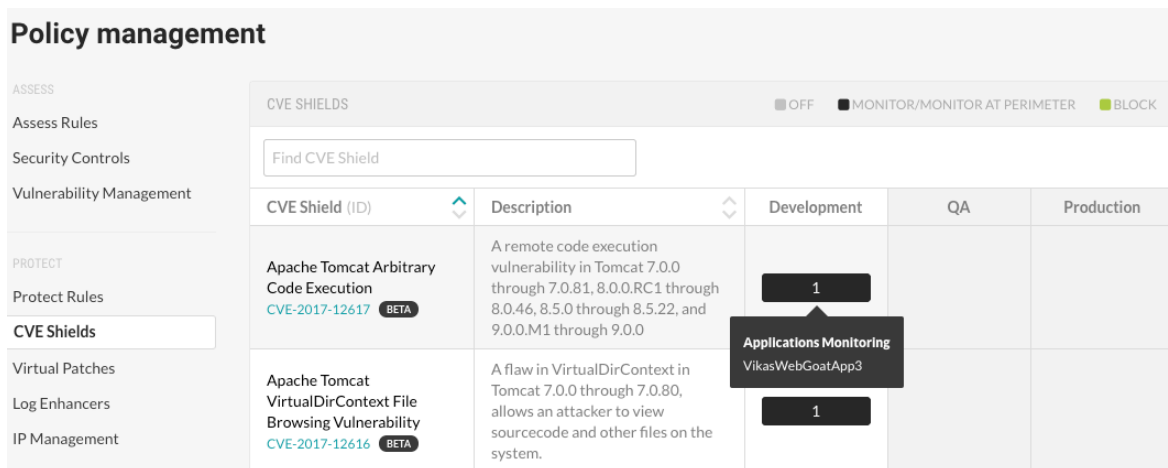 Policy management
ASSESS
Assess Rules
Security Controls
Vulnerability Management
PROTECT
Protect Rules
CVE Shields
Virtual Patches
Log Enhancers
IP Management
CVE SHIELDS
OFF
MONITOR/MONITOR AT PERIMETER
BLOCK
Find CVE Shield
CVE Shield (ID)
Description
Development
QA
Production
Apache Tomcat Arbitrary
Code Execution
CVE-2017-12617 BETA
A remote code execution
vulnerability in Tomcat 7.0.0
through 7.0.81, 8.0.0.RC1 through
8.0.46, 8.5.0 through 8.5.22, and
9.0.0.M1 through 9.0.0
1
Applications Monitoring
VikasWebGoatApp3
Apache Tomcat
VirtualDirContext File
Browsing Vulnerability
CVE-2017-12616 BETA
A flaw in VirtualDirContext in
Tomcat 7.0.0 through 7.0.80,
allows an attacker to view
sourcecode and other files on the
system.
1